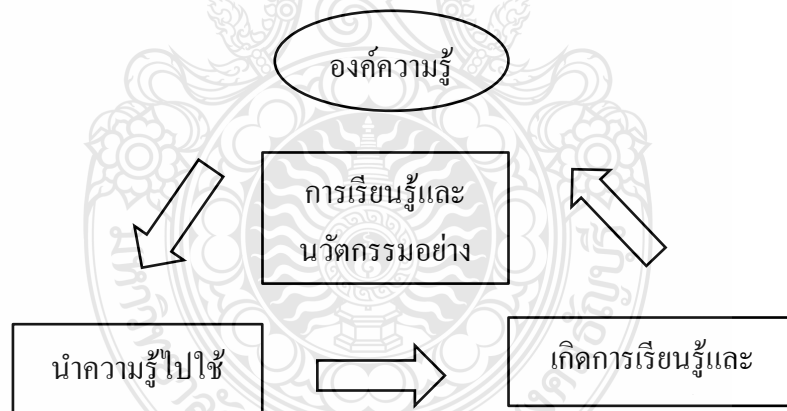 องค์ความรู้
การเรียนรู้และ
นวัตกรรมอย่าง
นำความรู้ไปใช้
เกิดการเรียนรู้และ